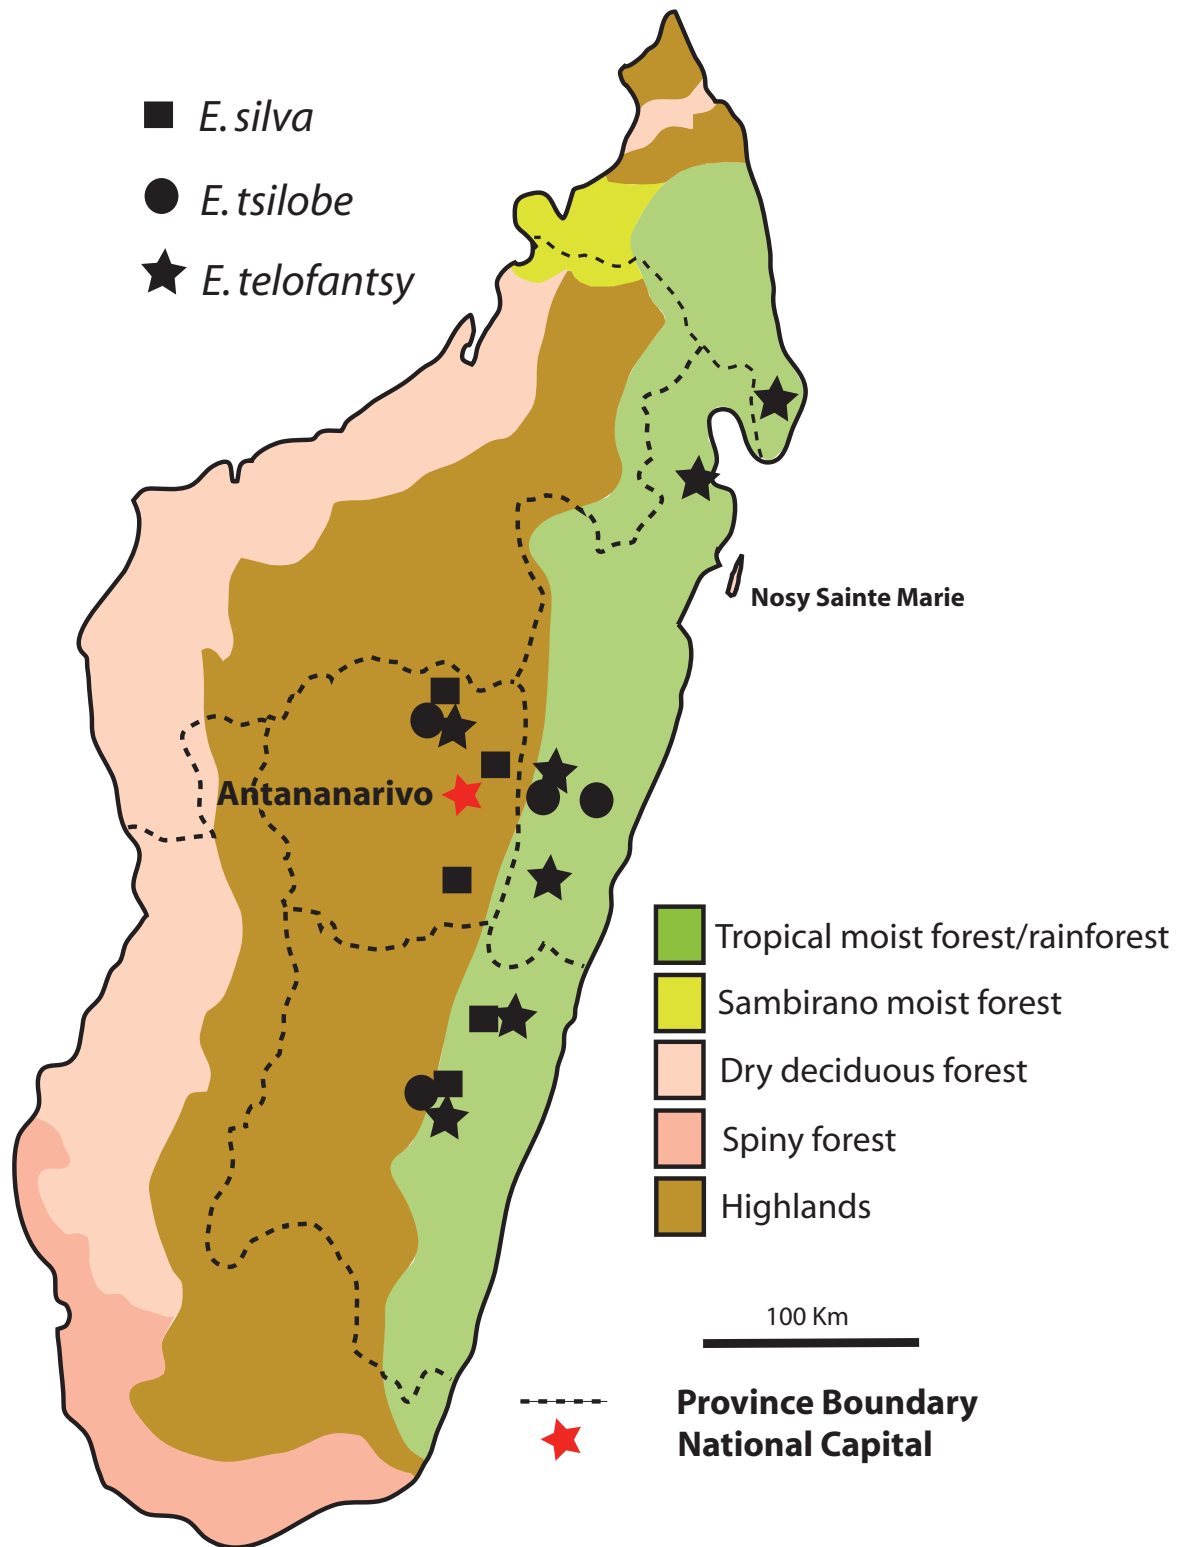 E. silva
E. tsilobe
E. telofantsy
Nosy Sainte Marie
Antananarivo
Tropical moist forest/rainforest
Sambirano moist forest
Dry deciduous forest
Spiny forest
Highlands
100 Km
Province Boundary
National Capital